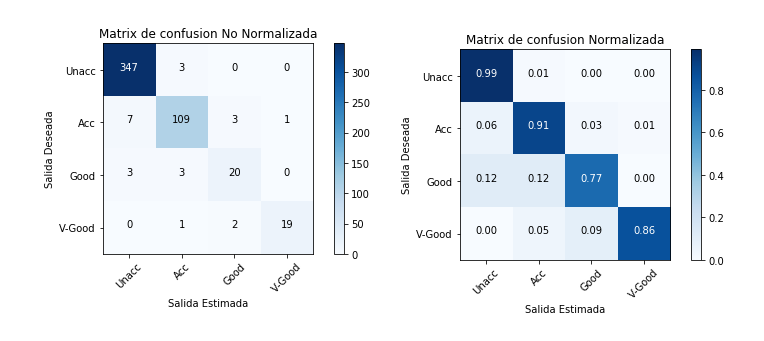 Matrix de confusion No Normalizada
Unacc 347 3 0 0
Acc 7 109 3 1
Good 3 3 20 0
V-Good 0 1 2 19
Unacc Acc Good V-Good
Salida Estimada
Salida Deseada
300
250
200
150
100
50
0
Matrix de confusion Normalizada
Unacc 0.99 0.01 0.00 0.00
Acc 0.06 0.91 0.03 0.01
Good 0.12 0.12 0.77 0.00
V-Good 0.00 0.05 0.09 0.86
Unacc Acc Good V-Good
Salida Estimada
Salida Deseada
0.8
0.6
0.4
0.2
0.0